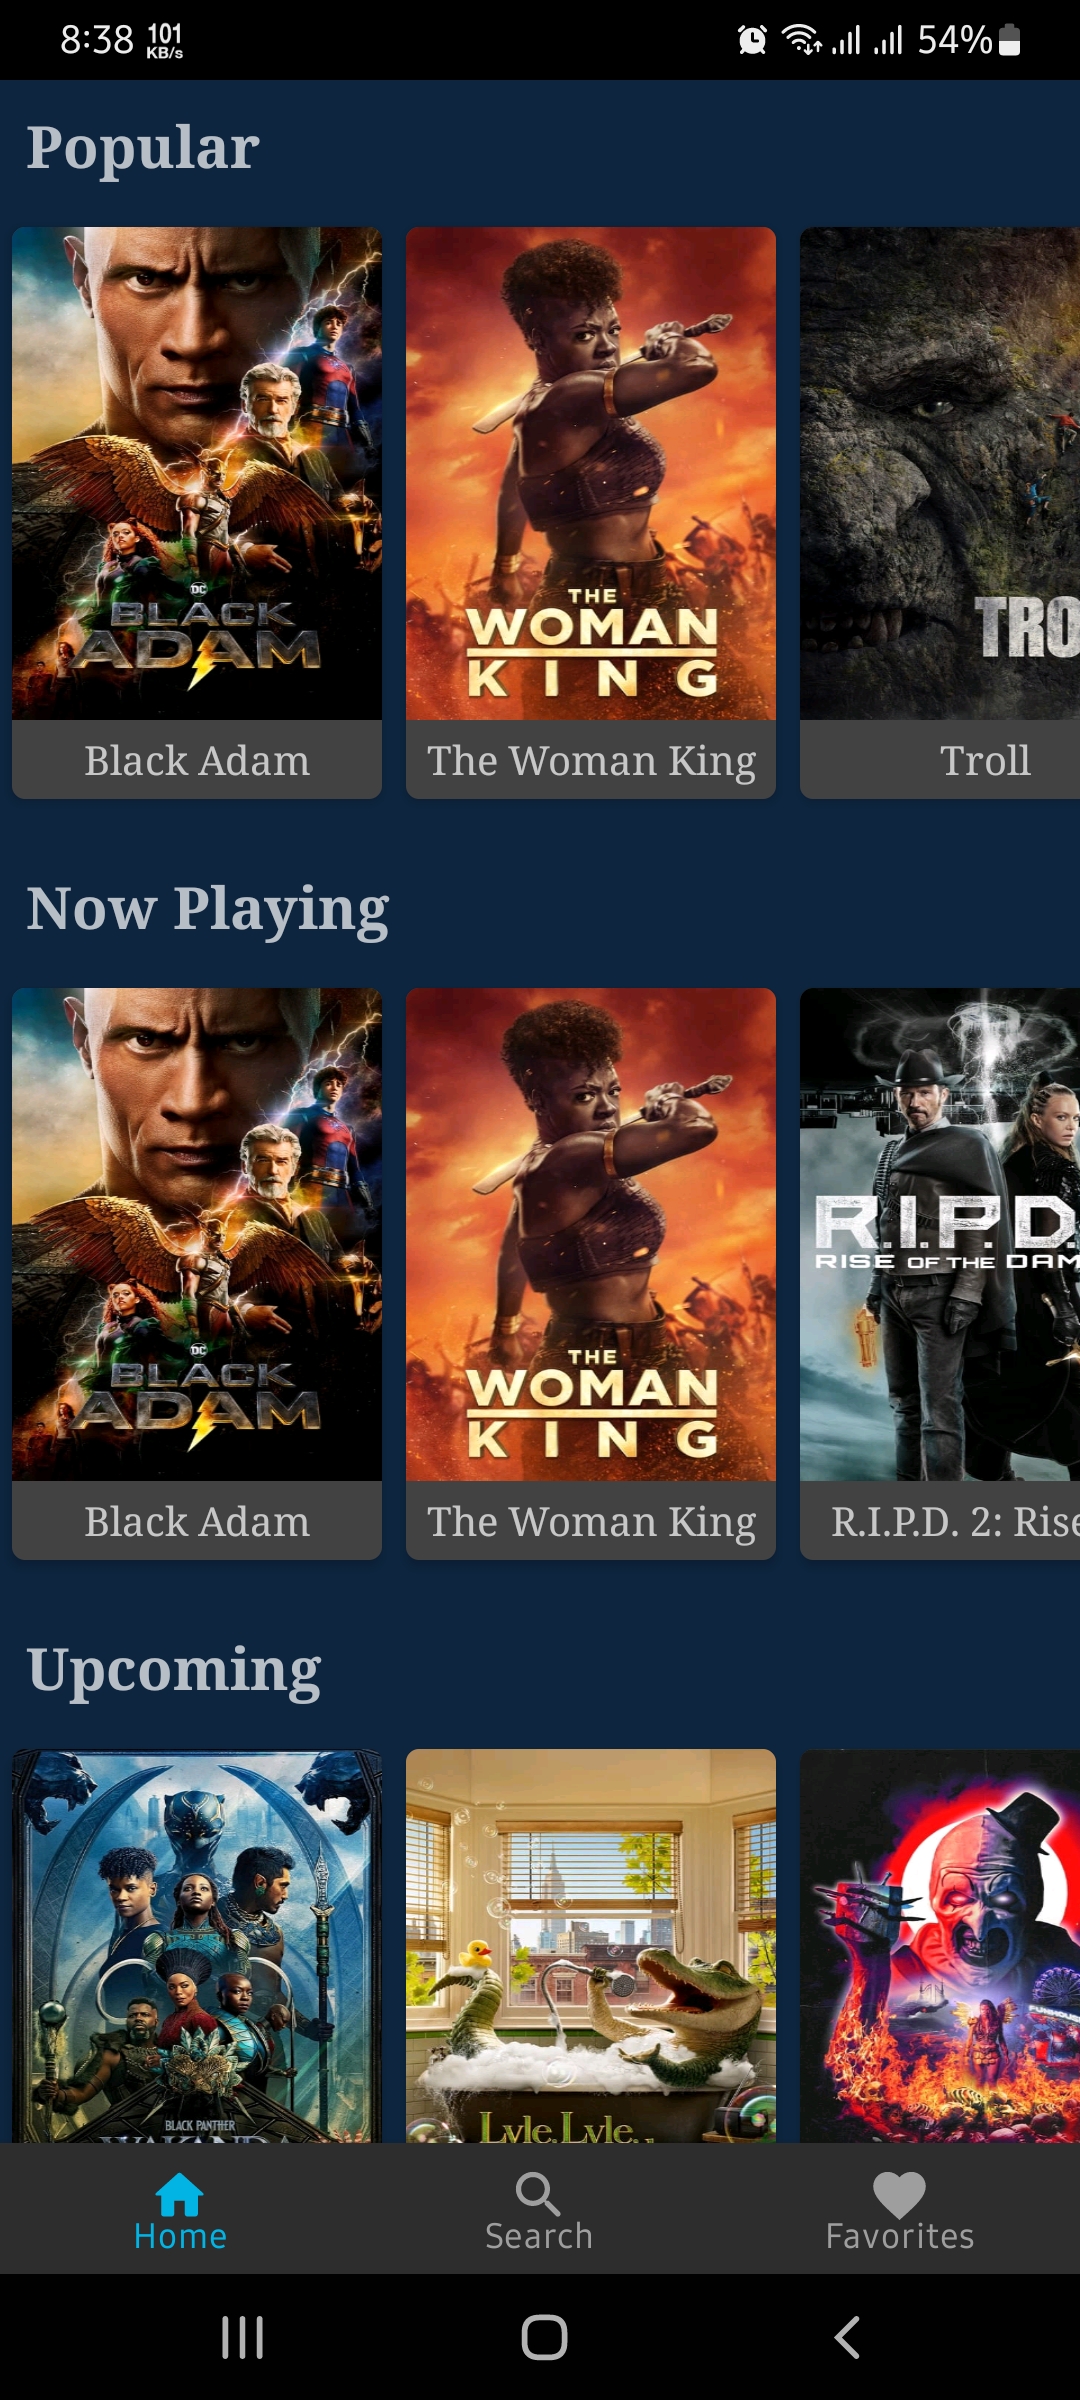 8:38 101 KB/s 54%
Popular
DC
BLACK
ADAM
THE
WOMAN
KING
TRO
Black Adam
The Woman King
Troll
Now Playing
DC
BLACK
ADAM
THE
WOMAN
KING
R.I.P.D.
RISE OF THE DAM
Black Adam
The Woman King
R.I.P.D. 2: Rise
Upcoming
BLACK PANTHER
WAKANDA
Lyle, Lyle,
Home
Search
Favorites